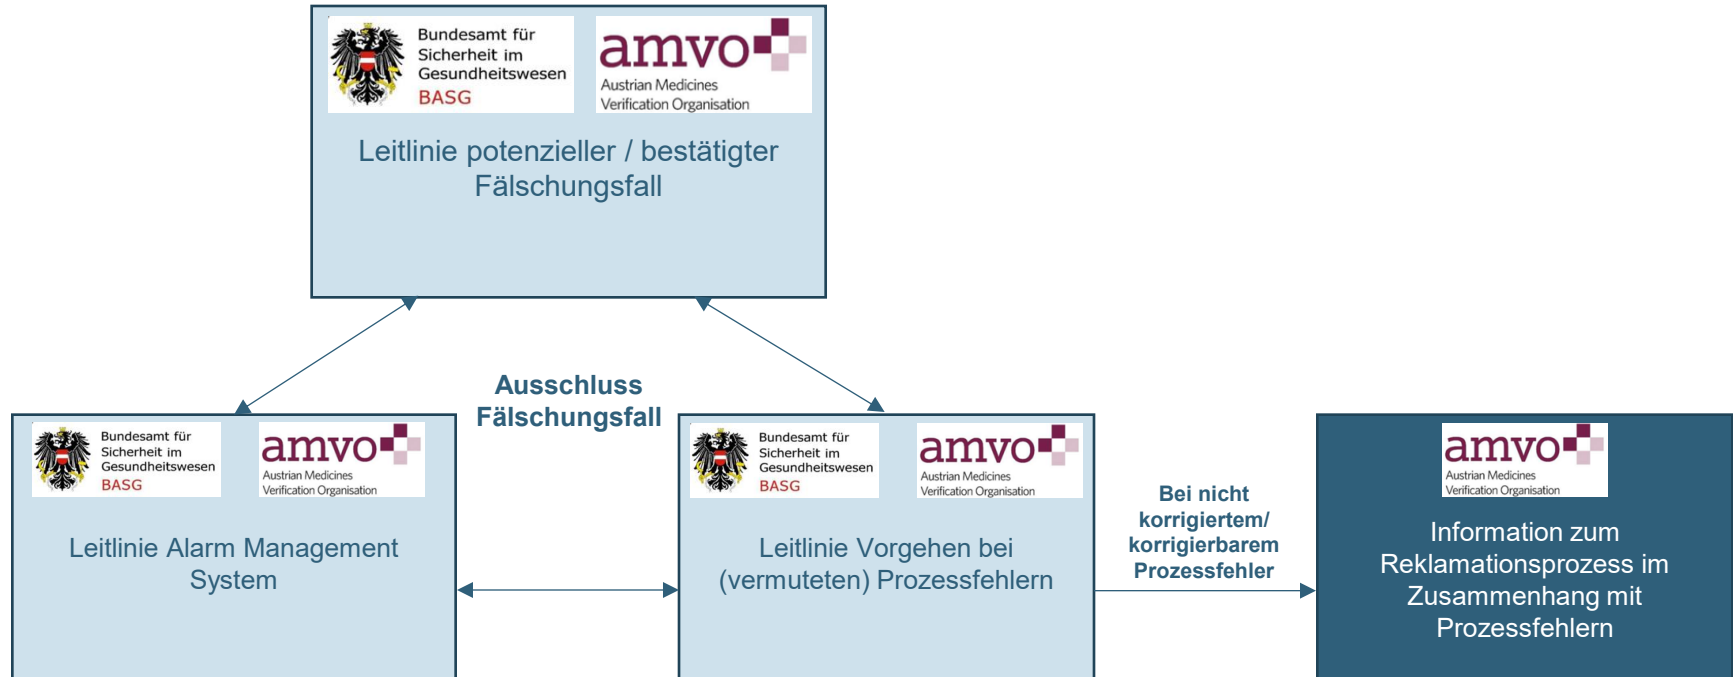 Bundesamt für
Sicherheit im
Gesundheitswesen
BASG
amvo
Austrian Medicines
Verification Organisation
Leitlinie potenzieller / bestätigter
Fälschungsfall
Ausschluss
Fälschungsfall
Bundesamt für
Sicherheit im
Gesundheitswesen
BASG
amvo
Austrian Medicines
Verification Organisation
Leitlinie Alarm Management
System
Bundesamt für
Sicherheit im
Gesundheitswesen
BASG
amvo
Austrian Medicines
Verification Organisation
Leitlinie Vorgehen bei
(vermuteten) Prozessfehlern
Bei nicht
korrigiertem/
korrigierbarem
Prozessfehler
amvo
Austrian Medicines
Verification Organisation
Information zum
Reklamationsprozess im
Zusammenhang mit
Prozessfehlern